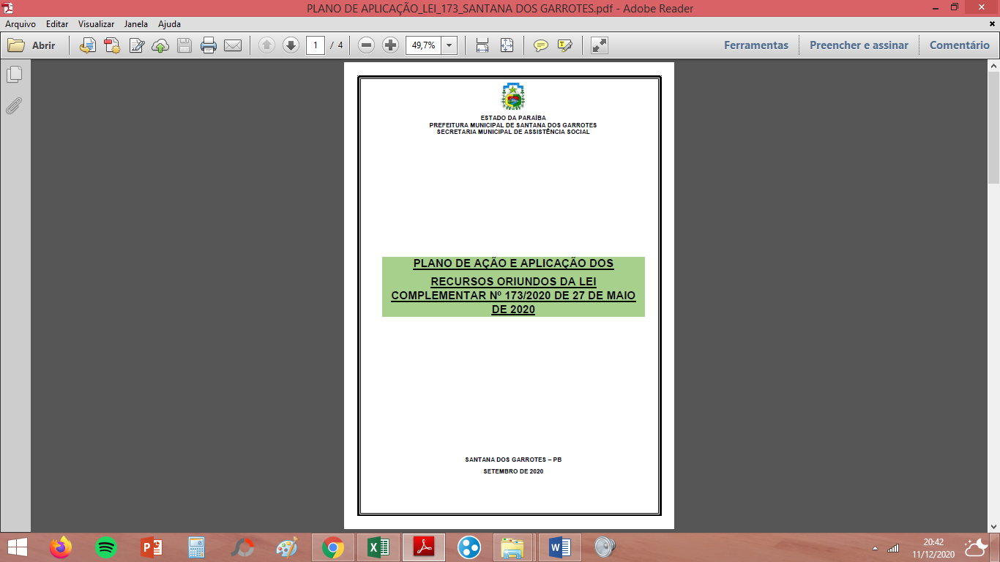 PLANO DE APLICAÇÃO_LEI_173_SANTANA DOS GARROTES.pdf - Adobe Reader
Arquivo Editar Visualizar Janela Ajuda
Abrir 1 / 4 49,7% Ferramentas Preencher e assinar Comentário
ESTADO DA PARAÍBA
PREFEITURA MUNICIPAL DE SANTANA DOS GARROTES
SECRETARIA MUNICIPAL DE ASSISTÊNCIA SOCIAL
PLANO DE AÇÃO E APLICAÇÃO DOS
RECURSOS ORIUNDOS DA LEI
COMPLEMENTAR Nº 173/2020 DE 27 DE MAIO
DE 2020
SANTANA DOS GARROTES – PB
SETEMBRO DE 2020
20:42
11/12/2020